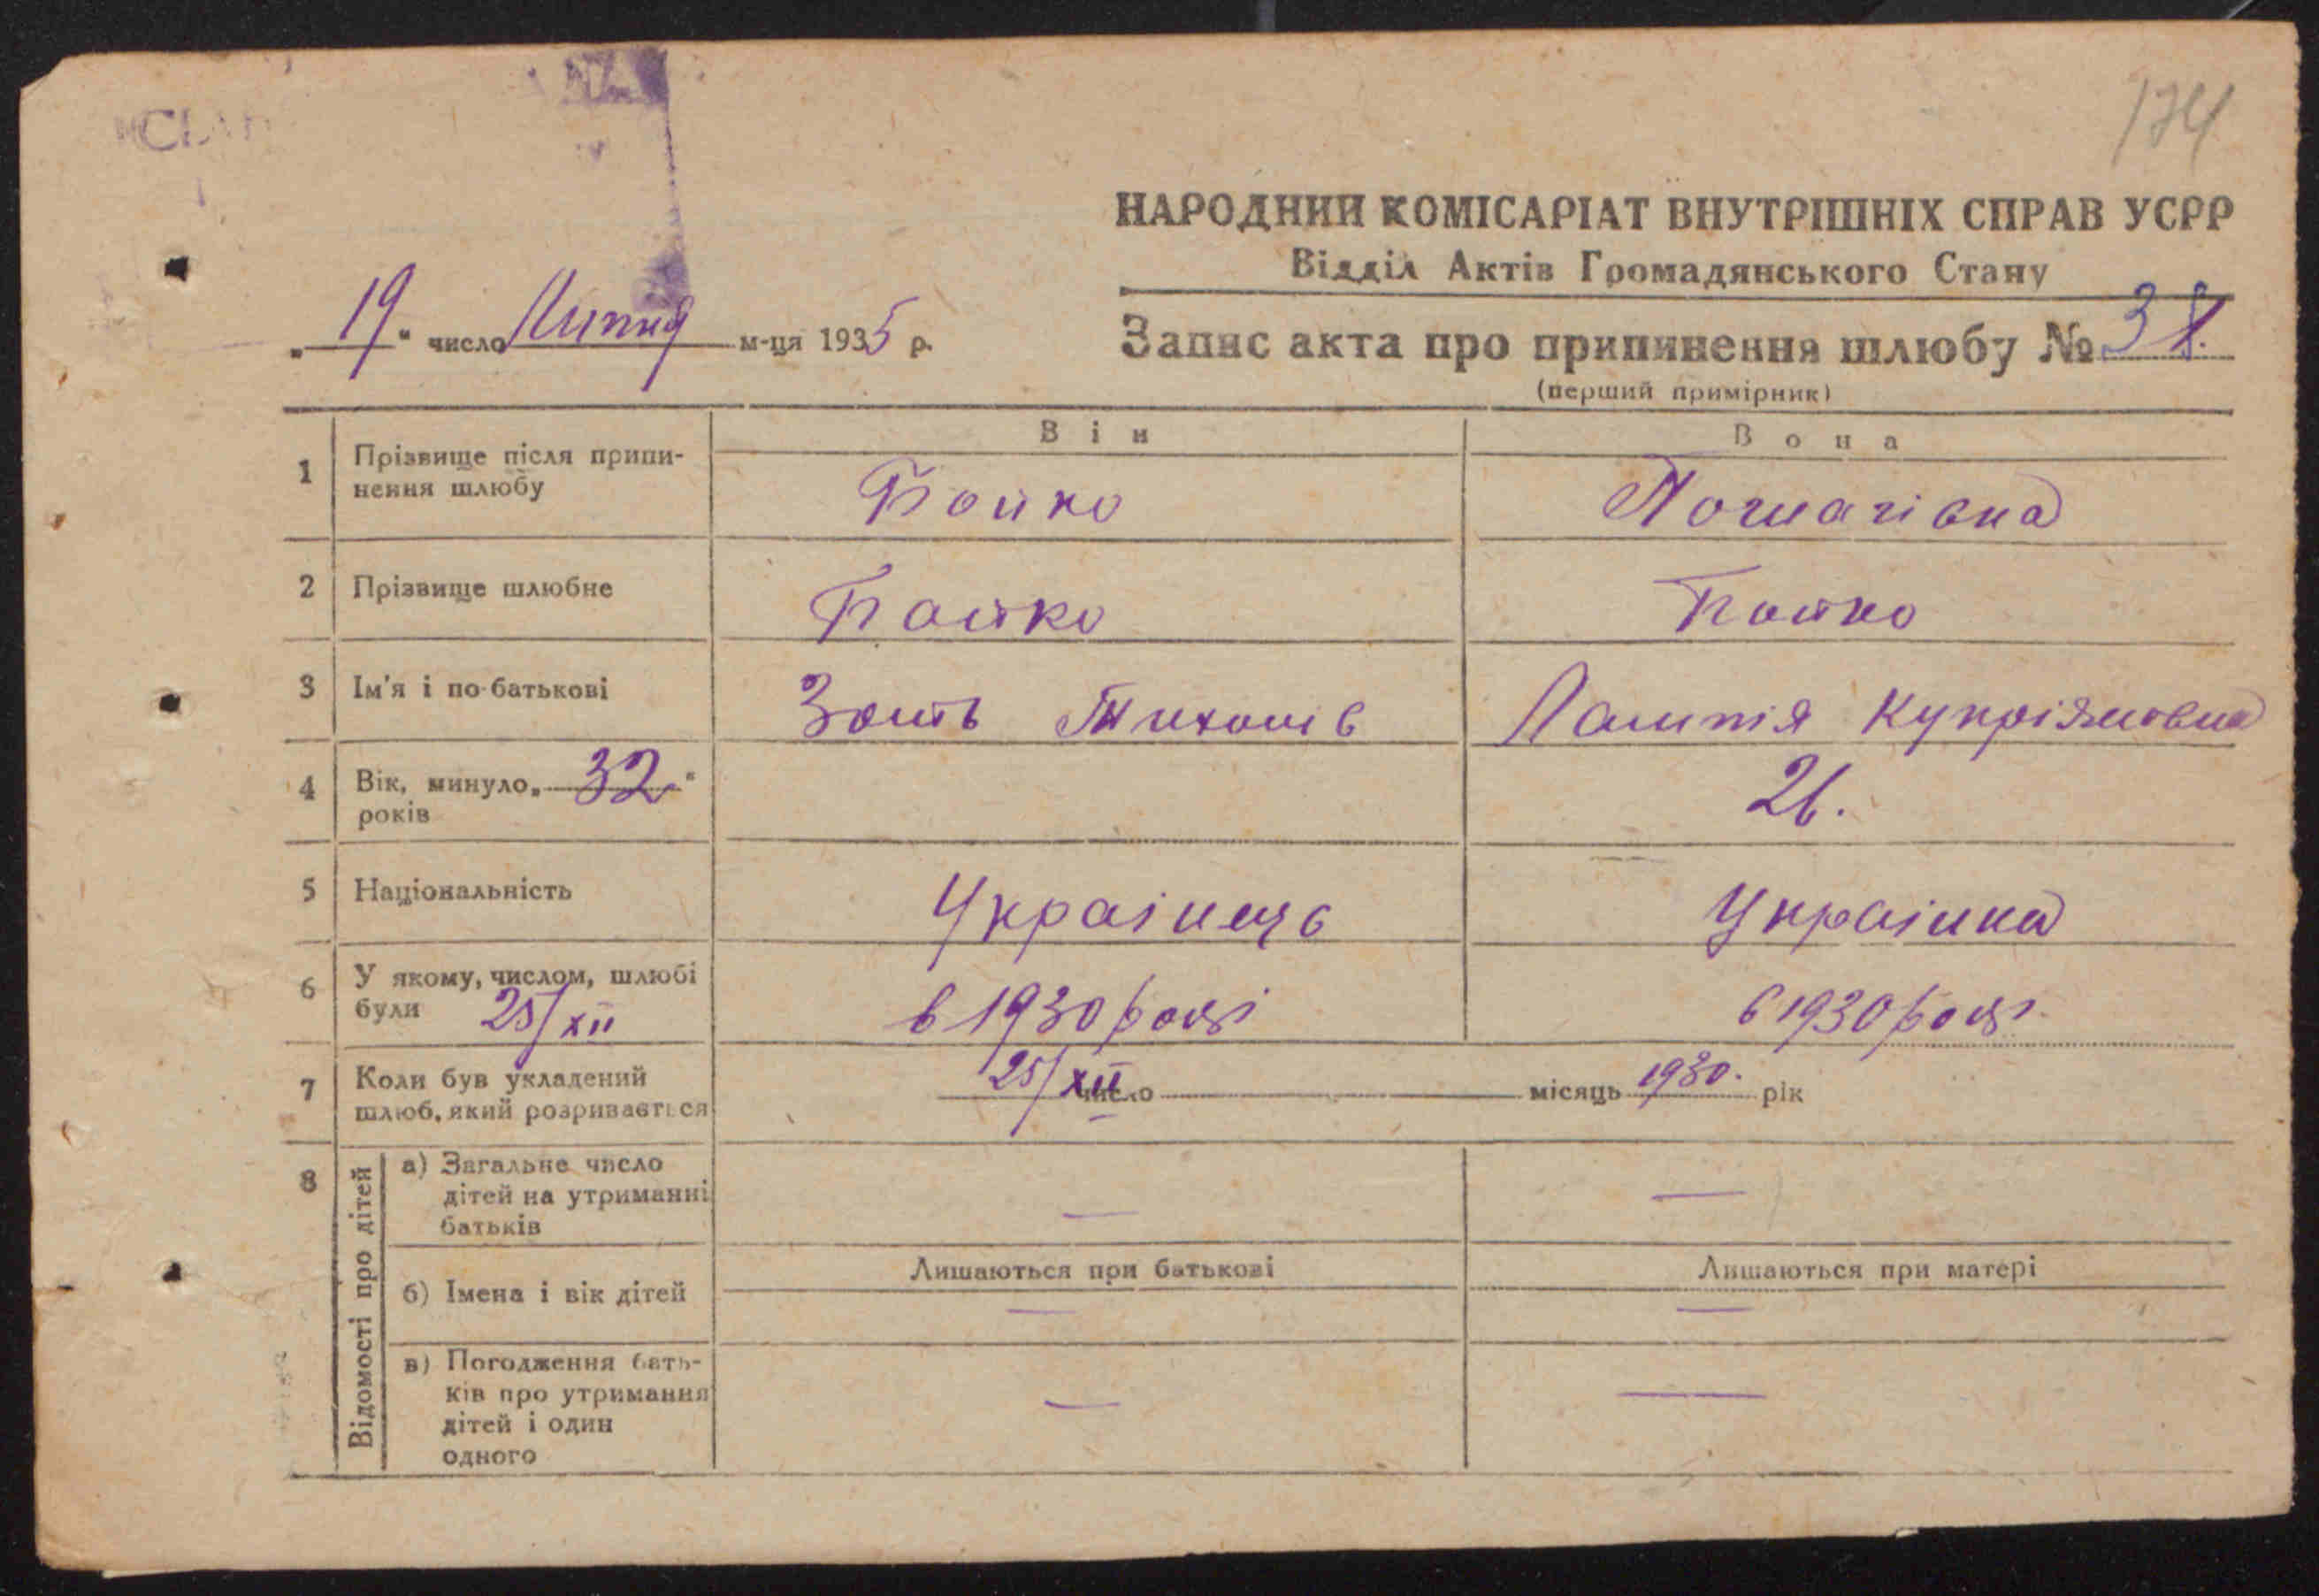 174
НАРОДНИЙ КОМІСАРІАТ ВНУТРІШНІХ СПРАВ УСРР
Відділ Актів Громадянського Стану
„ 19 " число Липня м-ця 1935 р.
Запис акта про припинення шлюбу № 38.
(перший примірник)
Він Вона
1 Прізвище після припинення шлюбу Бойко
2 Прізвище шлюбне Бойко Бойко
3 Ім'я і по-батькові Тихонів Купріяновна
4 Вік, минуло „ 32 " років 26.
5 Національність Українець Українка
6 У якому, числом, шлюбі були 25/XII в 1930 році в 1930 році
7 Коли був укладений шлюб, який розривається 25/XII число місяць 1930. рік
8 Відомості про дітей
а) Загальне число дітей на утриманні батьків — —
Лишаються при батькові Лишаються при матері
б) Імена і вік дітей — —
в) Погодження батьків про утримання дітей і один одного — —